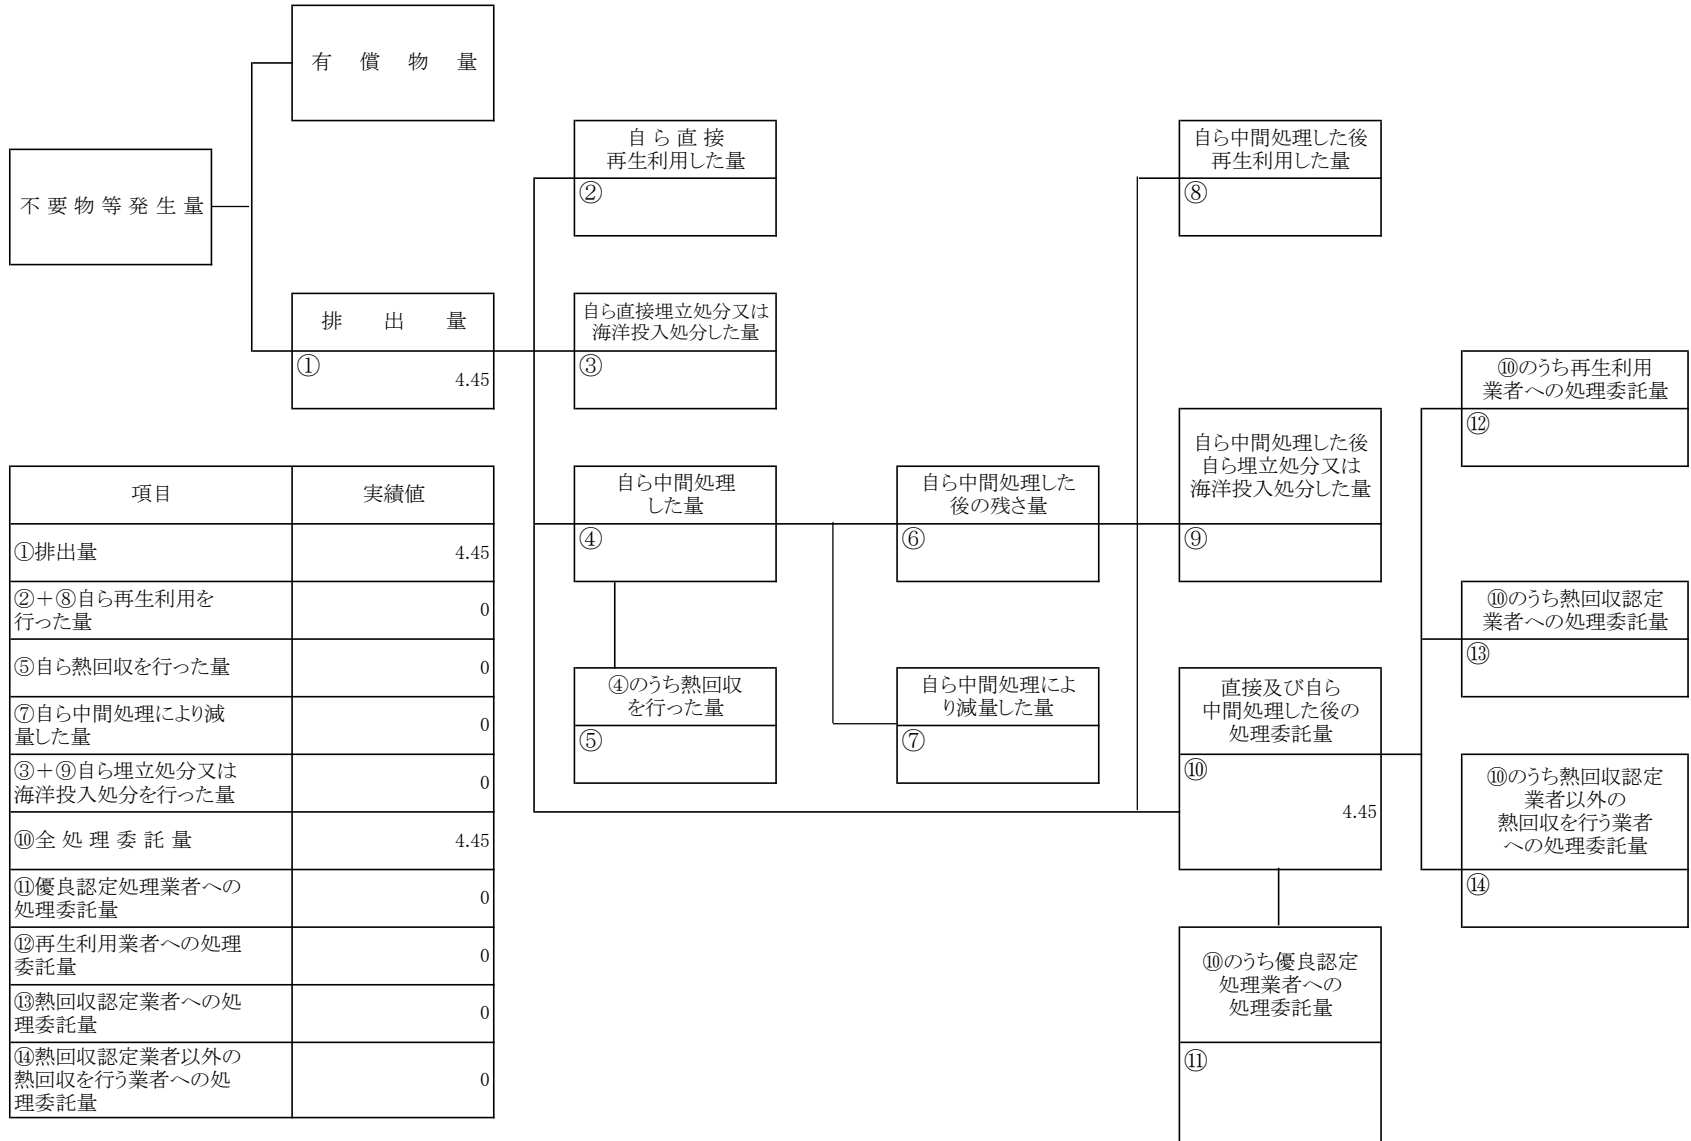 有 償 物 量
不 要 物 等 発 生 量
排 出 量
①
4.45
自 ら 直 接
再生利用した量
②
自ら直接埋立処分又は
海洋投入処分した量
③
自ら中間処理
した量
④
④のうち熱回収
を行った量
⑤
自ら中間処理した
後の残さ量
⑥
自ら中間処理によ
り減量した量
⑦
自ら中間処理した後
再生利用した量
⑧
自ら中間処理した後
自ら埋立処分又は
海洋投入処分した量
⑨
直接及び自ら
中間処理した後の
処理委託量
⑩
4.45
⑩のうち優良認定
処理業者への
処理委託量
⑪
⑩のうち再生利用
業者への処理委託量
⑫
⑩のうち熱回収認定
業者への処理委託量
⑬
⑩のうち熱回収認定
業者以外の
熱回収を行う業者
への処理委託量
⑭
項目 実績値
①排出量 4.45
②＋⑧自ら再生利用を
行った量 0
⑤自ら熱回収を行った量 0
⑦自ら中間処理により減
量した量 0
③＋⑨自ら埋立処分又は
海洋投入処分を行った量 0
⑩全 処 理 委 託 量 4.45
⑪優良認定処理業者への
処理委託量 0
⑫再生利用業者への処理
委託量 0
⑬熱回収認定業者への処
理委託量 0
⑭熱回収認定業者以外の
熱回収を行う業者への処
理委託量 0